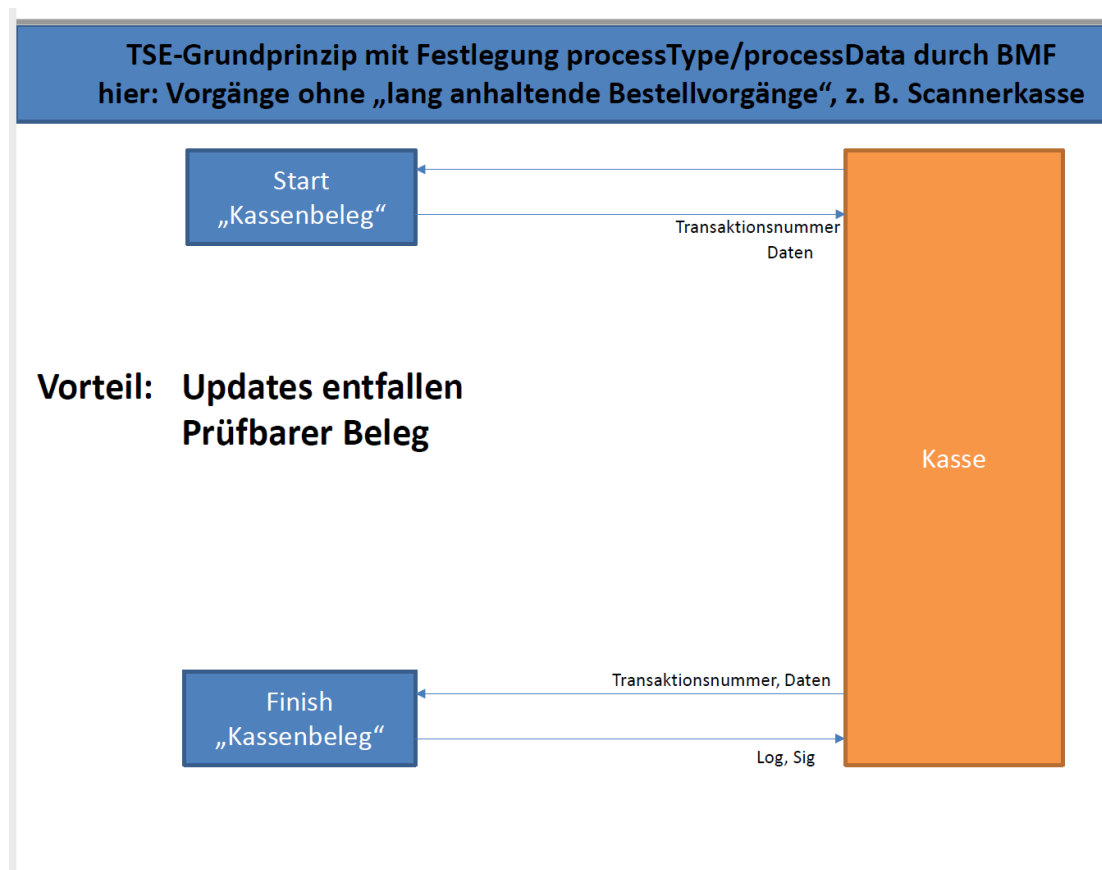 TSE-Grundprinzip mit Festlegung processType/processData durch BMF
hier: Vorgänge ohne „lang anhaltende Bestellvorgänge“, z. B. Scannerkasse
Start
„Kassenbeleg“
Transaktionsnummer
Daten
Vorteil: Updates entfallen
Prüfbarer Beleg
Kasse
Transaktionsnummer, Daten
Finish
„Kassenbeleg“
Log, Sig